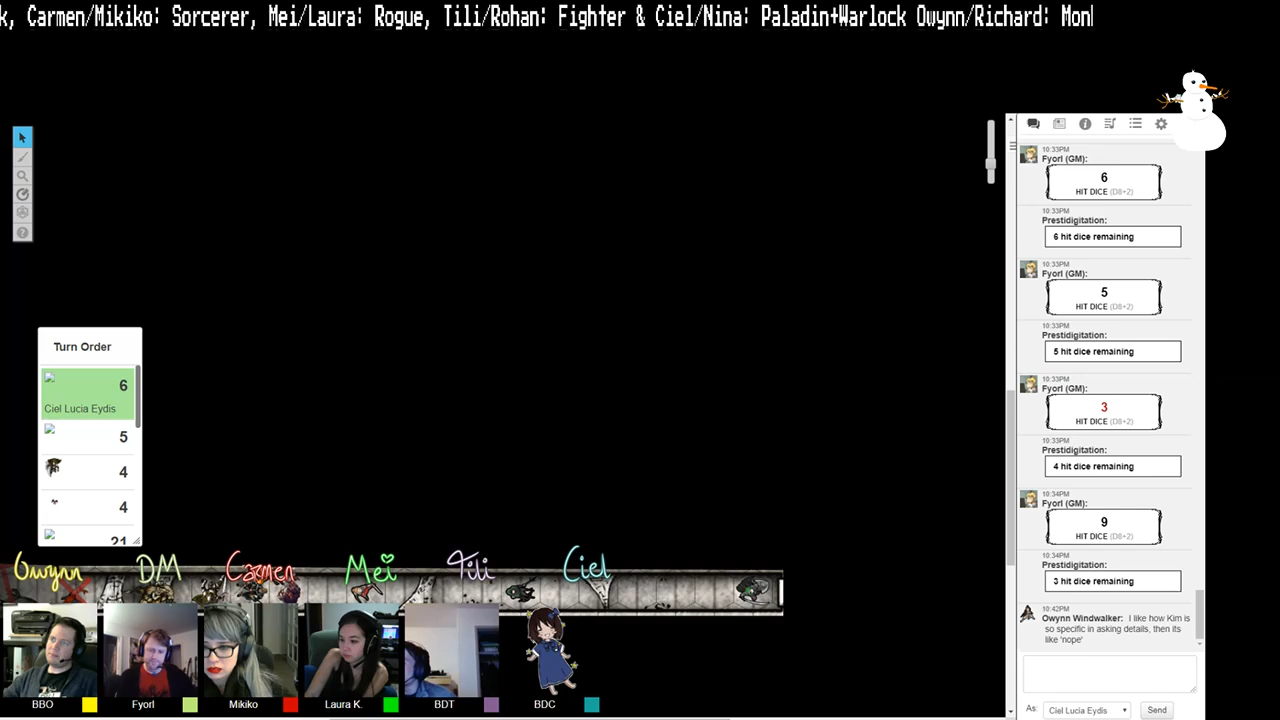 k, Carmen/Mikiko: Sorcerer, Mei/Laura: Rogue, Tili/Rohan: Fighter & Ciel/Nina: Paladin+Warlock Owynn/Richard: Mon
10:33PM
Fyorl (GM):
6
HIT DICE (D8+2)
10:33PM
Prestidigitation:
6 hit dice remaining
10:33PM
Fyorl (GM):
5
HIT DICE (D8+2)
10:33PM
Prestidigitation:
5 hit dice remaining
10:33PM
Fyorl (GM):
3
HIT DICE (D8+2)
10:33PM
Prestidigitation:
4 hit dice remaining
10:34PM
Fyorl (GM):
9
HIT DICE (D8+2)
10:34PM
Prestidigitation:
3 hit dice remaining
10:42PM
Owynn Windwalker: I like how Kim is
so specific in asking details, then its
like 'nope'
As: Ciel Lucia Eydis Send
Turn Order
6
Ciel Lucia Eydis
5
4
4
21
Owynn DM Carmen Mei Tili Ciel
BBO Fyorl Mikiko Laura K. BDT BDC